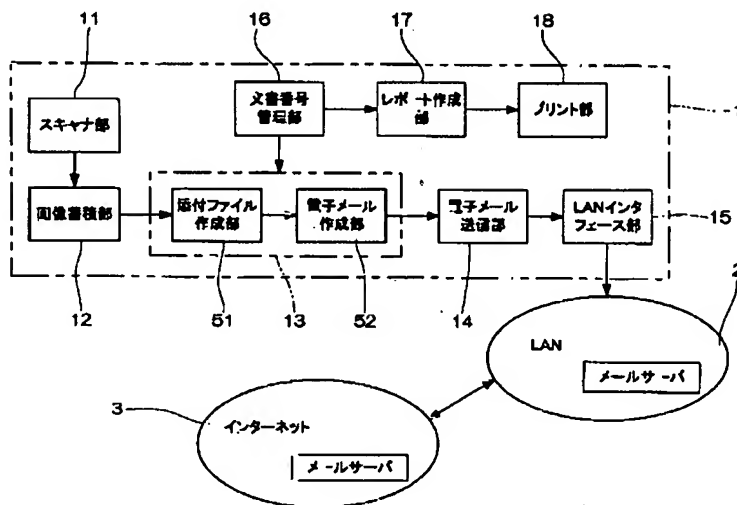 11
16
17
18
スキャナ部
文書番号
管理部
レポート作成
部
プリント部
1
画像蓄積部
添付ファイル
作成部
電子メール
作成部
電子メール
送信部
LANインタ
フェース部
15
12
51
13
52
14
2
LAN
メールサーバ
3
インターネット
メールサーバ